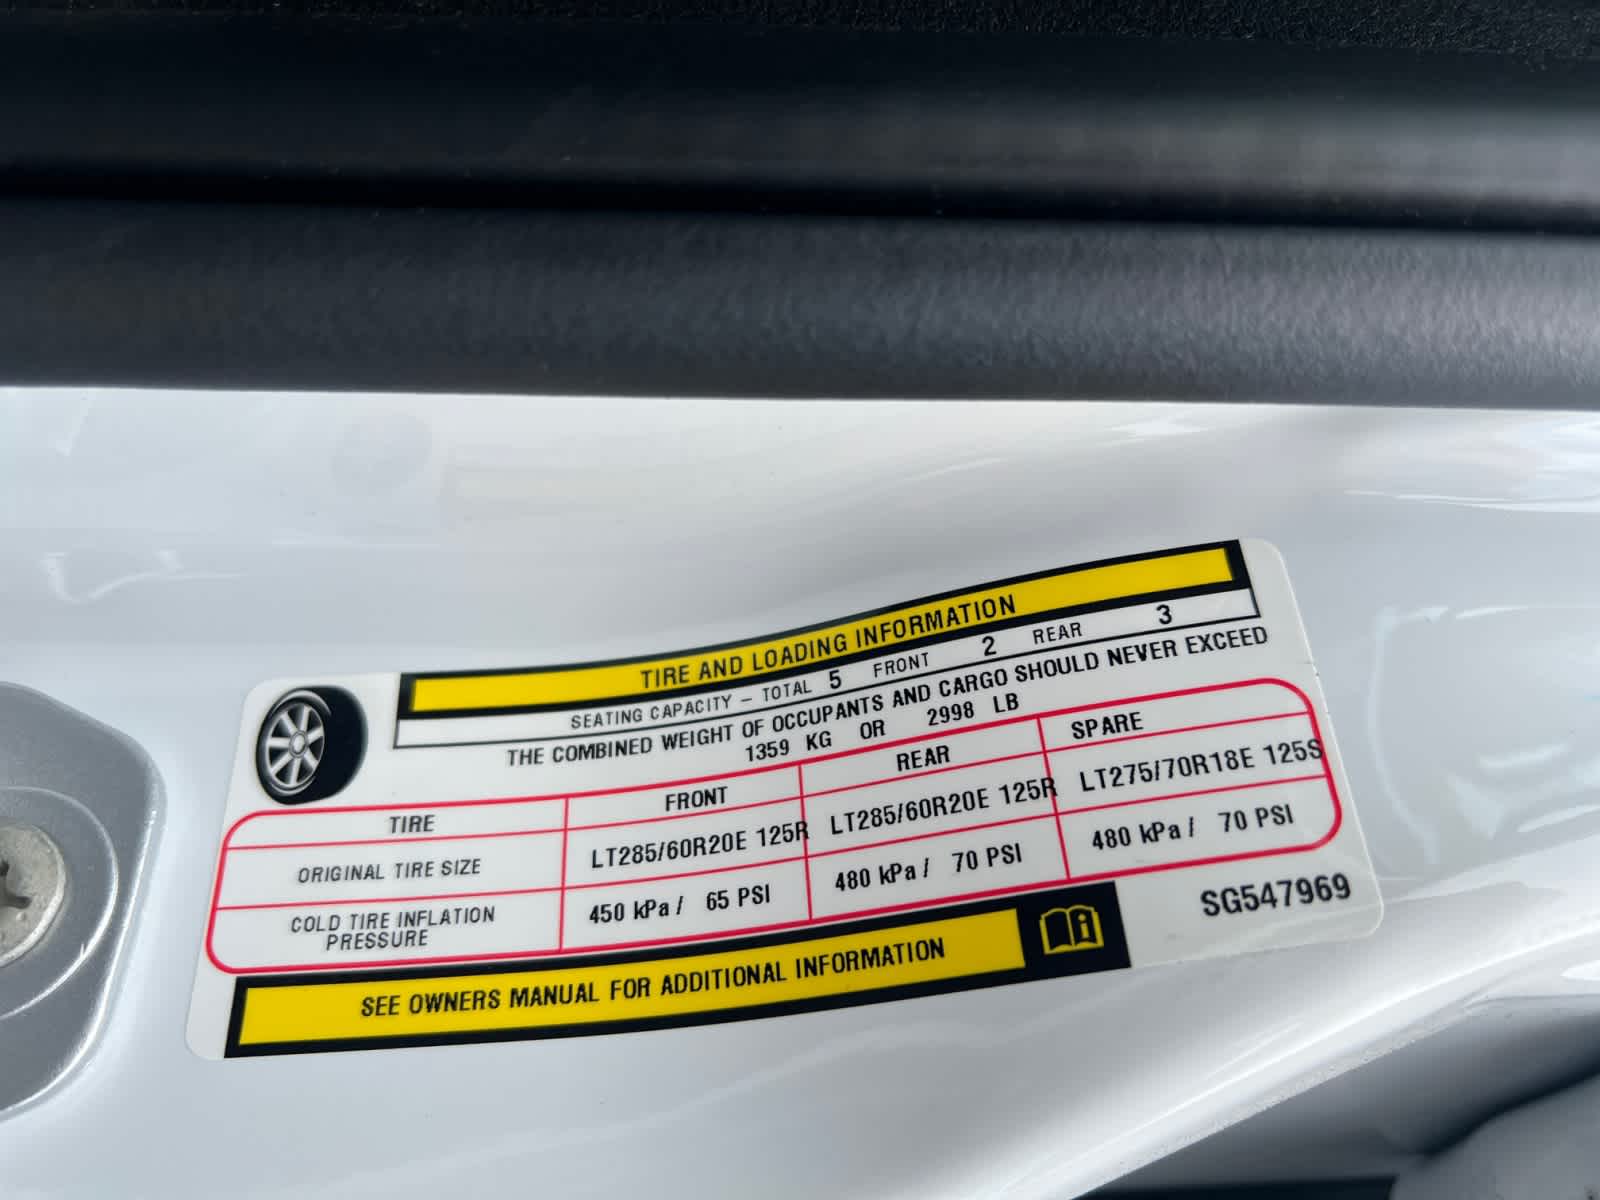 TIRE AND LOADING INFORMATION
SEATING CAPACITY – TOTAL 5 FRONT 2 REAR 3
THE COMBINED WEIGHT OF OCCUPANTS AND CARGO SHOULD NEVER EXCEED
1359 KG OR 2998 LB
TIRE FRONT REAR SPARE
ORIGINAL TIRE SIZE LT285/60R20E 125R LT285/60R20E 125R LT275/70R18E 125S
COLD TIRE INFLATION
PRESSURE 450 kPa / 65 PSI 480 kPa / 70 PSI 480 kPa / 70 PSI
SEE OWNERS MANUAL FOR ADDITIONAL INFORMATION
SG547969